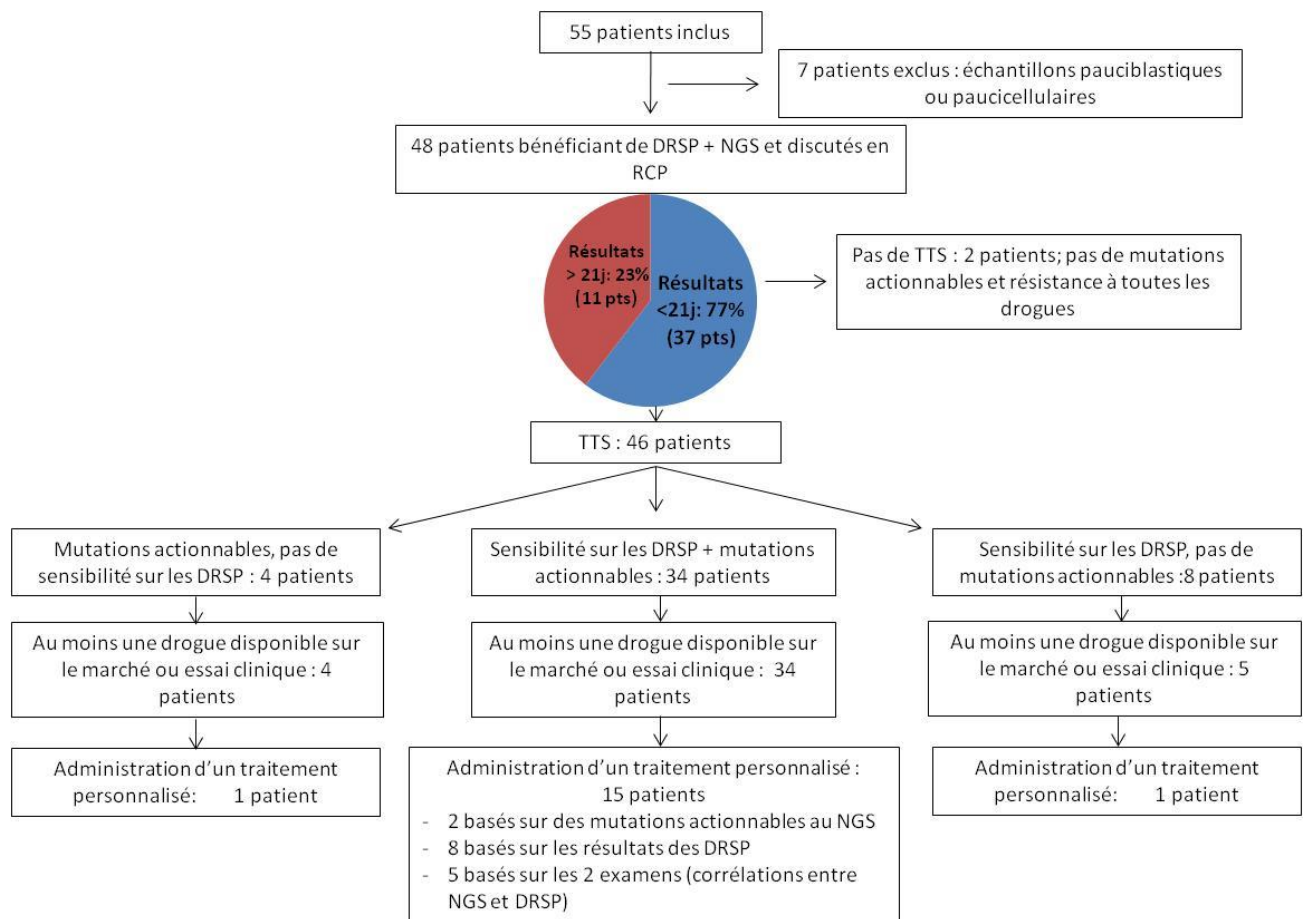 55 patients inclus
7 patients exclus : échantillons pauciblastiques
ou paucicellulaires
48 patients bénéficiant de DRSP + NGS et discutés en
RCP
Résultats
> 21j: 23%
(11 pts)
Résultats
<21j: 77%
(37 pts)
Pas de TTS : 2 patients; pas de mutations
actionnables et résistance à toutes les
drogues
TTS : 46 patients
Mutations actionnables, pas de
sensibilité sur les DRSP : 4 patients
Sensibilité sur les DRSP + mutations
actionnables : 34 patients
Sensibilité sur les DRSP, pas de
mutations actionnables :8 patients
Au moins une drogue disponible sur
le marché ou essai clinique : 4
patients
Au moins une drogue disponible sur
le marché ou essai clinique : 34
patients
Au moins une drogue disponible sur
le marché ou essai clinique : 5
patients
Administration d'un traitement
personnalisé: 1 patient
Administration d'un traitement personnalisé :
15 patients
- 2 basés sur des mutations actionnables au NGS
- 8 basés sur les résultats des DRSP
- 5 basés sur les 2 examens (corrélations entre
NGS et DRSP)
Administration d'un traitement
personnalisé: 1 patient